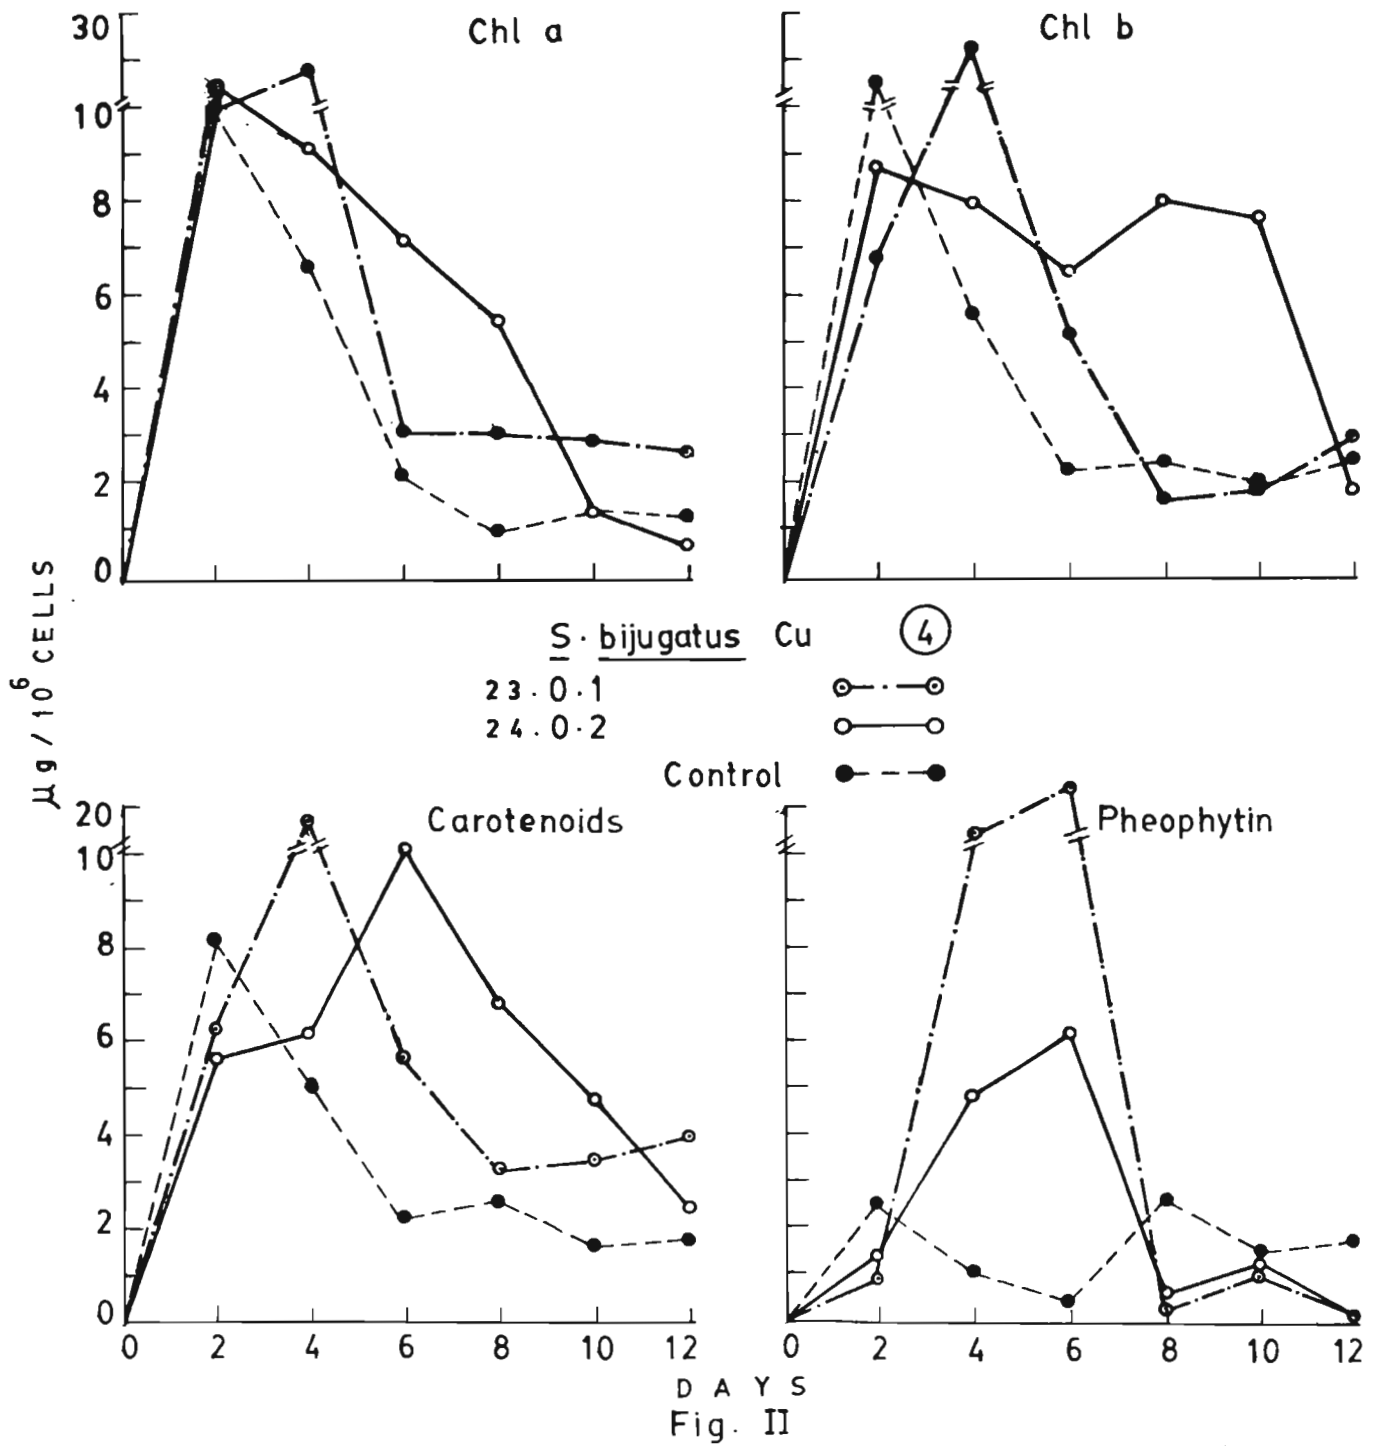 Chl a
Chl b
30
10
8
6
4
2
0
µg/10⁶ CELLS
S. bijugatus Cu 4
23.0.1
24.0.2
Control
Carotenoids
Pheophytin
20
10
8
6
4
2
0
0 2 4 6 8 10 12
0 2 4 6 8 10 12
DAYS
Fig. II